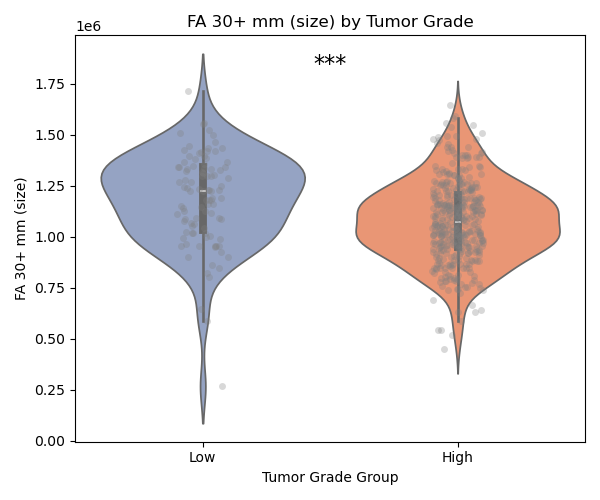 FA 30+ mm (size) by Tumor Grade
1e6
***
1.75
1.50
1.25
1.00
0.75
0.50
0.25
0.00
FA 30+ mm (size)
Low
High
Tumor Grade Group